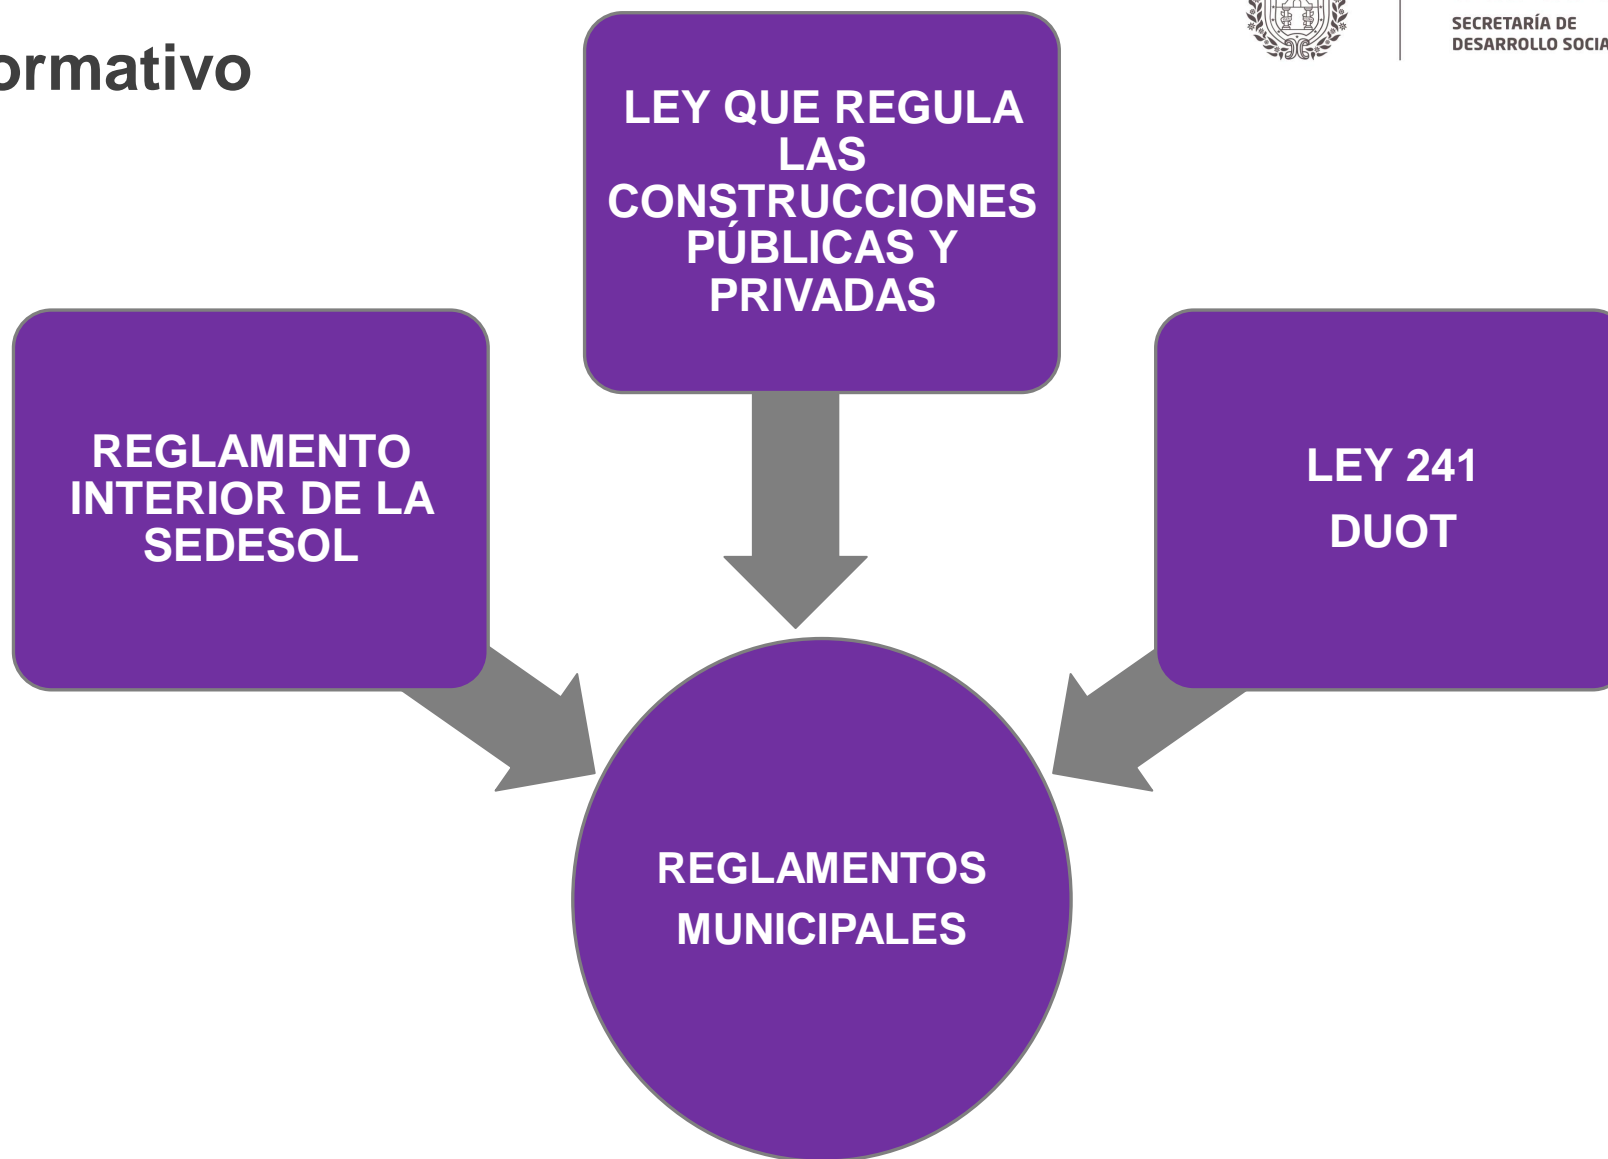 ormativo
SECRETARÍA DE
DESARROLLO SOCIA
LEY QUE REGULA
LAS
CONSTRUCCIONES
PÚBLICAS Y
PRIVADAS
REGLAMENTO
INTERIOR DE LA
SEDESOL
LEY 241
DUOT
REGLAMENTOS
MUNICIPALES